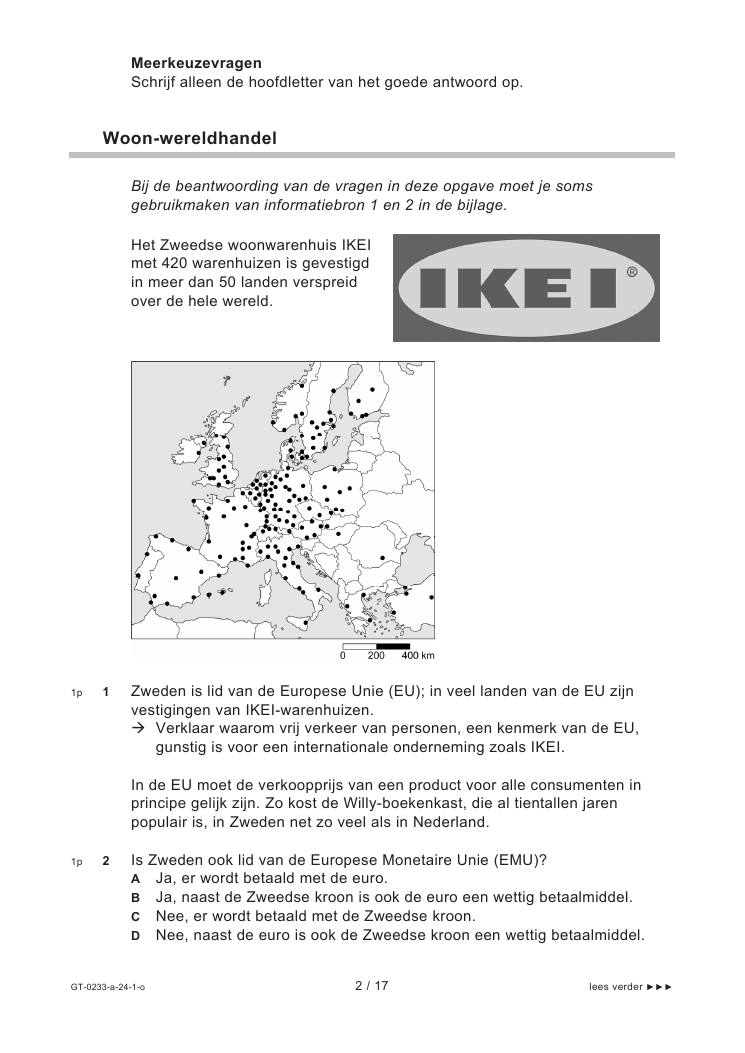 Meerkeuzevragen
Schrijf alleen de hoofdletter van het goede antwoord op.
Woon-wereldhandel
Bij de beantwoording van de vragen in deze opgave moet je soms
gebruikmaken van informatiebron 1 en 2 in de bijlage.
Het Zweedse woonwarenhuis IKEI
met 420 warenhuizen is gevestigd
in meer dan 50 landen verspreid
over de hele wereld.
IKEI®
0 200 400 km
1p 1 Zweden is lid van de Europese Unie (EU); in veel landen van de EU zijn
vestigingen van IKEI-warenhuizen.
→ Verklaar waarom vrij verkeer van personen, een kenmerk van de EU,
gunstig is voor een internationale onderneming zoals IKEI.
In de EU moet de verkoopprijs van een product voor alle consumenten in
principe gelijk zijn. Zo kost de Willy-boekenkast, die al tientallen jaren
populair is, in Zweden net zo veel als in Nederland.
1p 2 Is Zweden ook lid van de Europese Monetaire Unie (EMU)?
A Ja, er wordt betaald met de euro.
B Ja, naast de Zweedse kroon is ook de euro een wettig betaalmiddel.
C Nee, er wordt betaald met de Zweedse kroon.
D Nee, naast de euro is ook de Zweedse kroon een wettig betaalmiddel.
GT-0233-a-24-1-o 2 / 17 lees verder ►►►